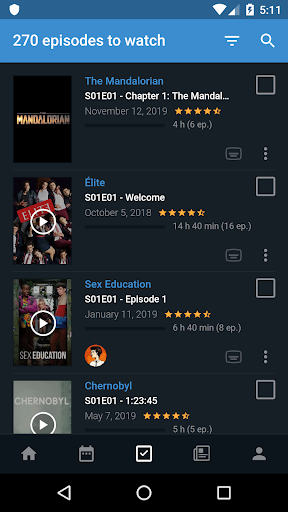 5:11
270 episodes to watch
The Mandalorian
S01E01 - Chapter 1: The Mandal...
November 12, 2019
4 h (6 ep.)
MANDALORIAN
Élite
S01E01 - Welcome
October 5, 2018
14 h 40 min (16 ep.)
Sex Education
S01E01 - Episode 1
January 11, 2019
6 h 40 min (8 ep.)
SEX EDUCATION
Chernobyl
S01E01 - 1:23:45
May 7, 2019
5 h (5 ep.)
CHERNOBYL